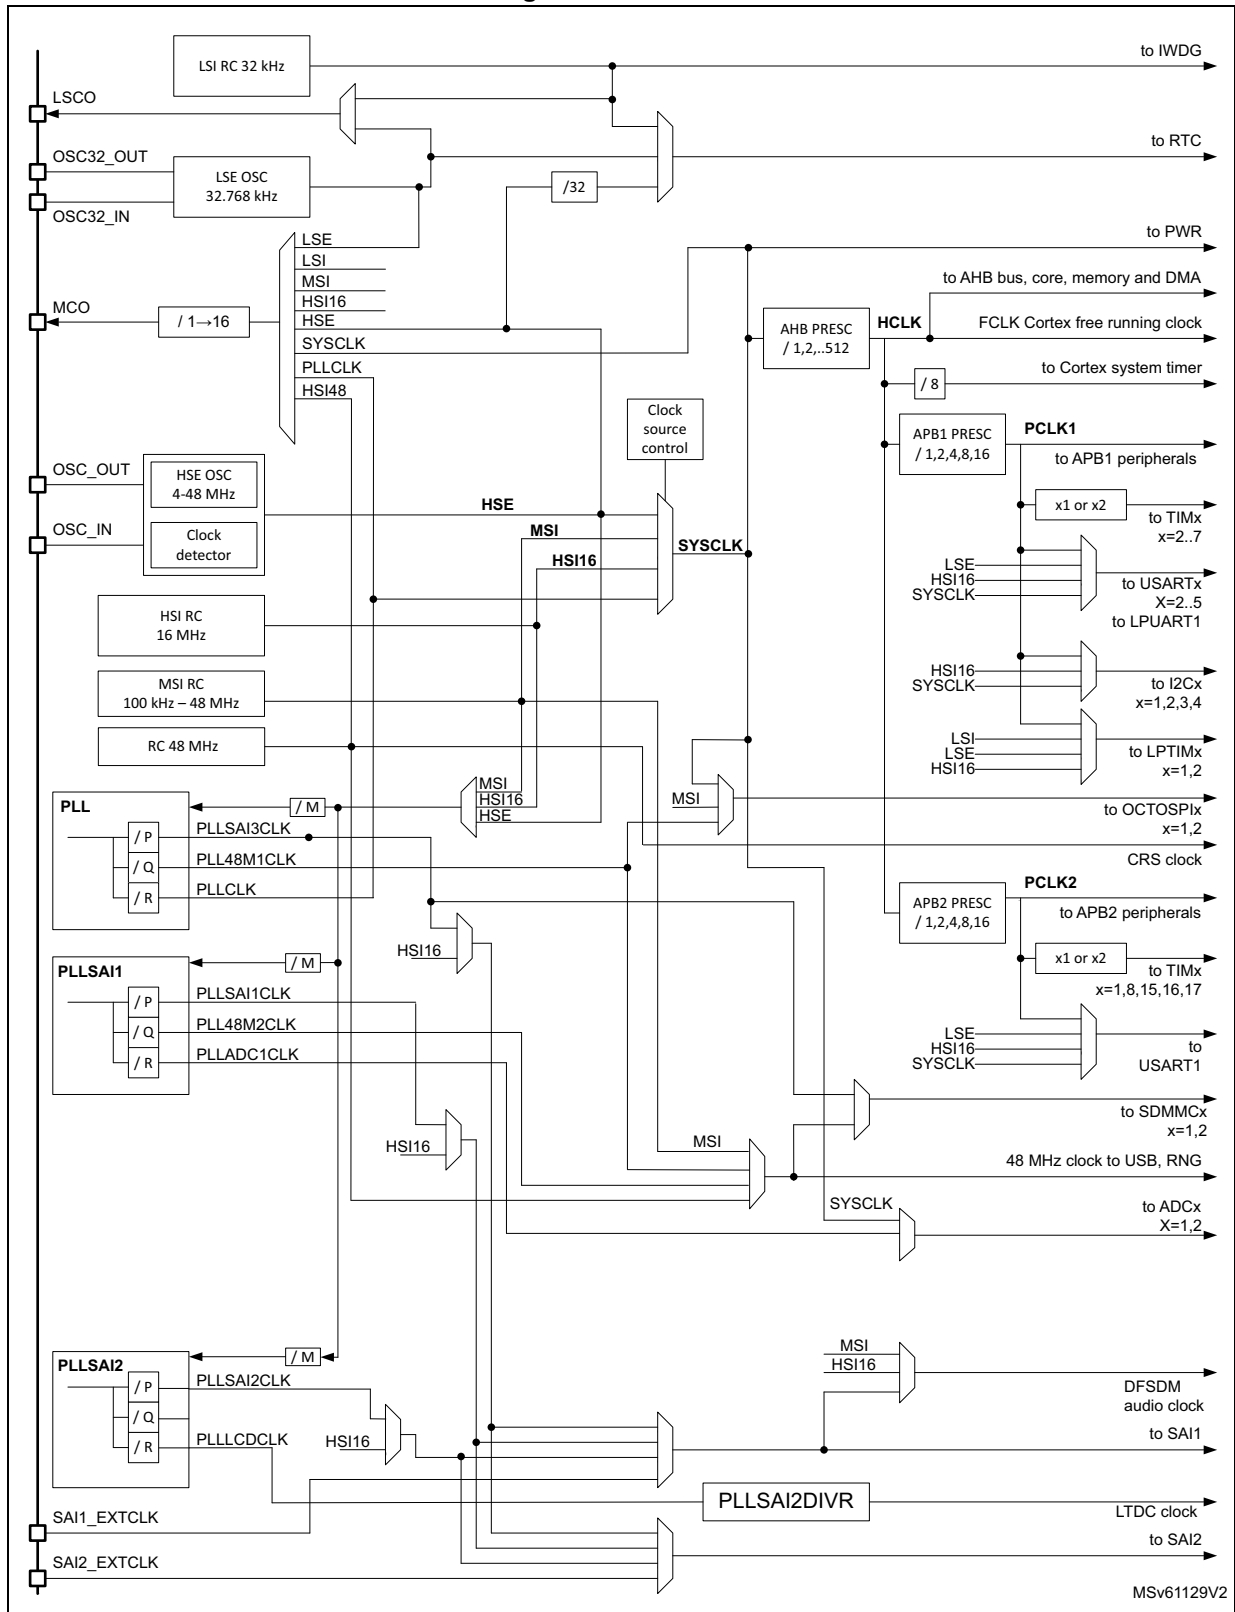 LSI RC 32 kHz
to IWDG
LSCO
OSC32_OUT
to RTC
LSE OSC
32.768 kHz
/32
OSC32_IN
to PWR
LSE
LSI
MSI
HSI16
HSE
SYSCLK
PLLCLK
HSI48
MCO
/ 1→16
to AHB bus, core, memory and DMA
AHB PRESC
/ 1,2,..512
HCLK
FCLK Cortex free running clock
to Cortex system timer
/ 8
Clock
source
control
APB1 PRESC
/ 1,2,4,8,16
PCLK1
to APB1 peripherals
OSC_OUT
HSE OSC
4-48 MHz
OSC_IN
Clock
detector
HSE
MSI
HSI16
SYSCLK
x1 or x2
to TIMx
x=2..7
LSE
HSI16
SYSCLK
to USARTx
X=2..5
to LPUART1
HSI RC
16 MHz
MSI RC
100 kHz – 48 MHz
RC 48 MHz
HSI16
SYSCLK
to I2Cx
x=1,2,3,4
LSI
LSE
HSI16
to LPTIMx
x=1,2
MSI
HSI16
HSE
MSI
to OCTOSPIx
x=1,2
CRS clock
PLL
/ M
/ P
PLLSAI3CLK
/ Q
PLL48M1CLK
/ R
PLLCLK
HSI16
APB2 PRESC
/ 1,2,4,8,16
PCLK2
to APB2 peripherals
x1 or x2
to TIMx
x=1,8,15,16,17
LSE
HSI16
SYSCLK
to
USART1
PLLSAI1
/ M
/ P
PLLSAI1CLK
/ Q
PLL48M2CLK
/ R
PLLADC1CLK
HSI16
to SDMMCx
x=1,2
MSI
48 MHz clock to USB, RNG
SYSCLK
to ADCx
X=1,2
PLLSAI2
/ M
/ P
PLLSAI2CLK
/ Q
/ R
PLLLCDCLK
HSI16
MSI
HSI16
DFSDM
audio clock
to SAI1
PLLSAI2DIVR
LTDC clock
SAI1_EXTCLK
to SAI2
SAI2_EXTCLK
MSv61129V2